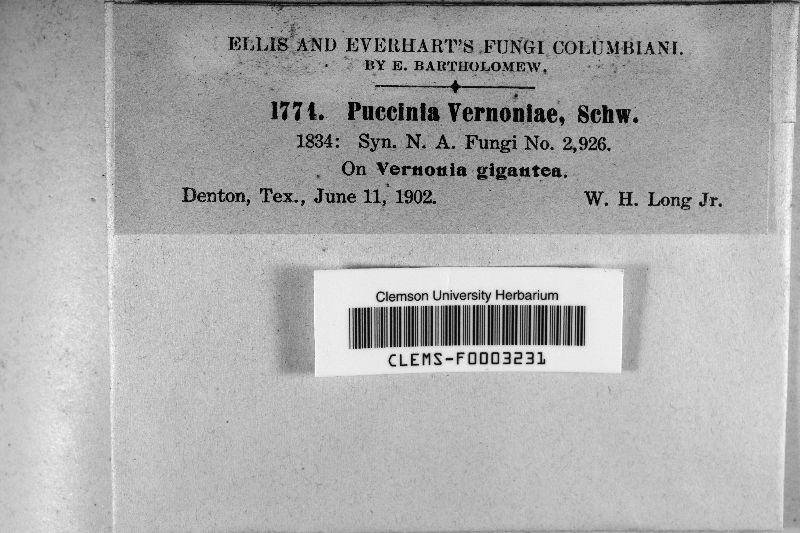 ELLIS AND EVERHART'S FUNGI COLUMBIANI.
BY E. BARTHOLOMEW.
1774. Puccinia Vernoniae, Schw.
1834: Syn. N. A. Fungi No. 2,926.
On Vernonia gigantea.
Denton, Tex., June 11, 1902. W. H. Long Jr.
Clemson University Herbarium
CLEMS-F0003231